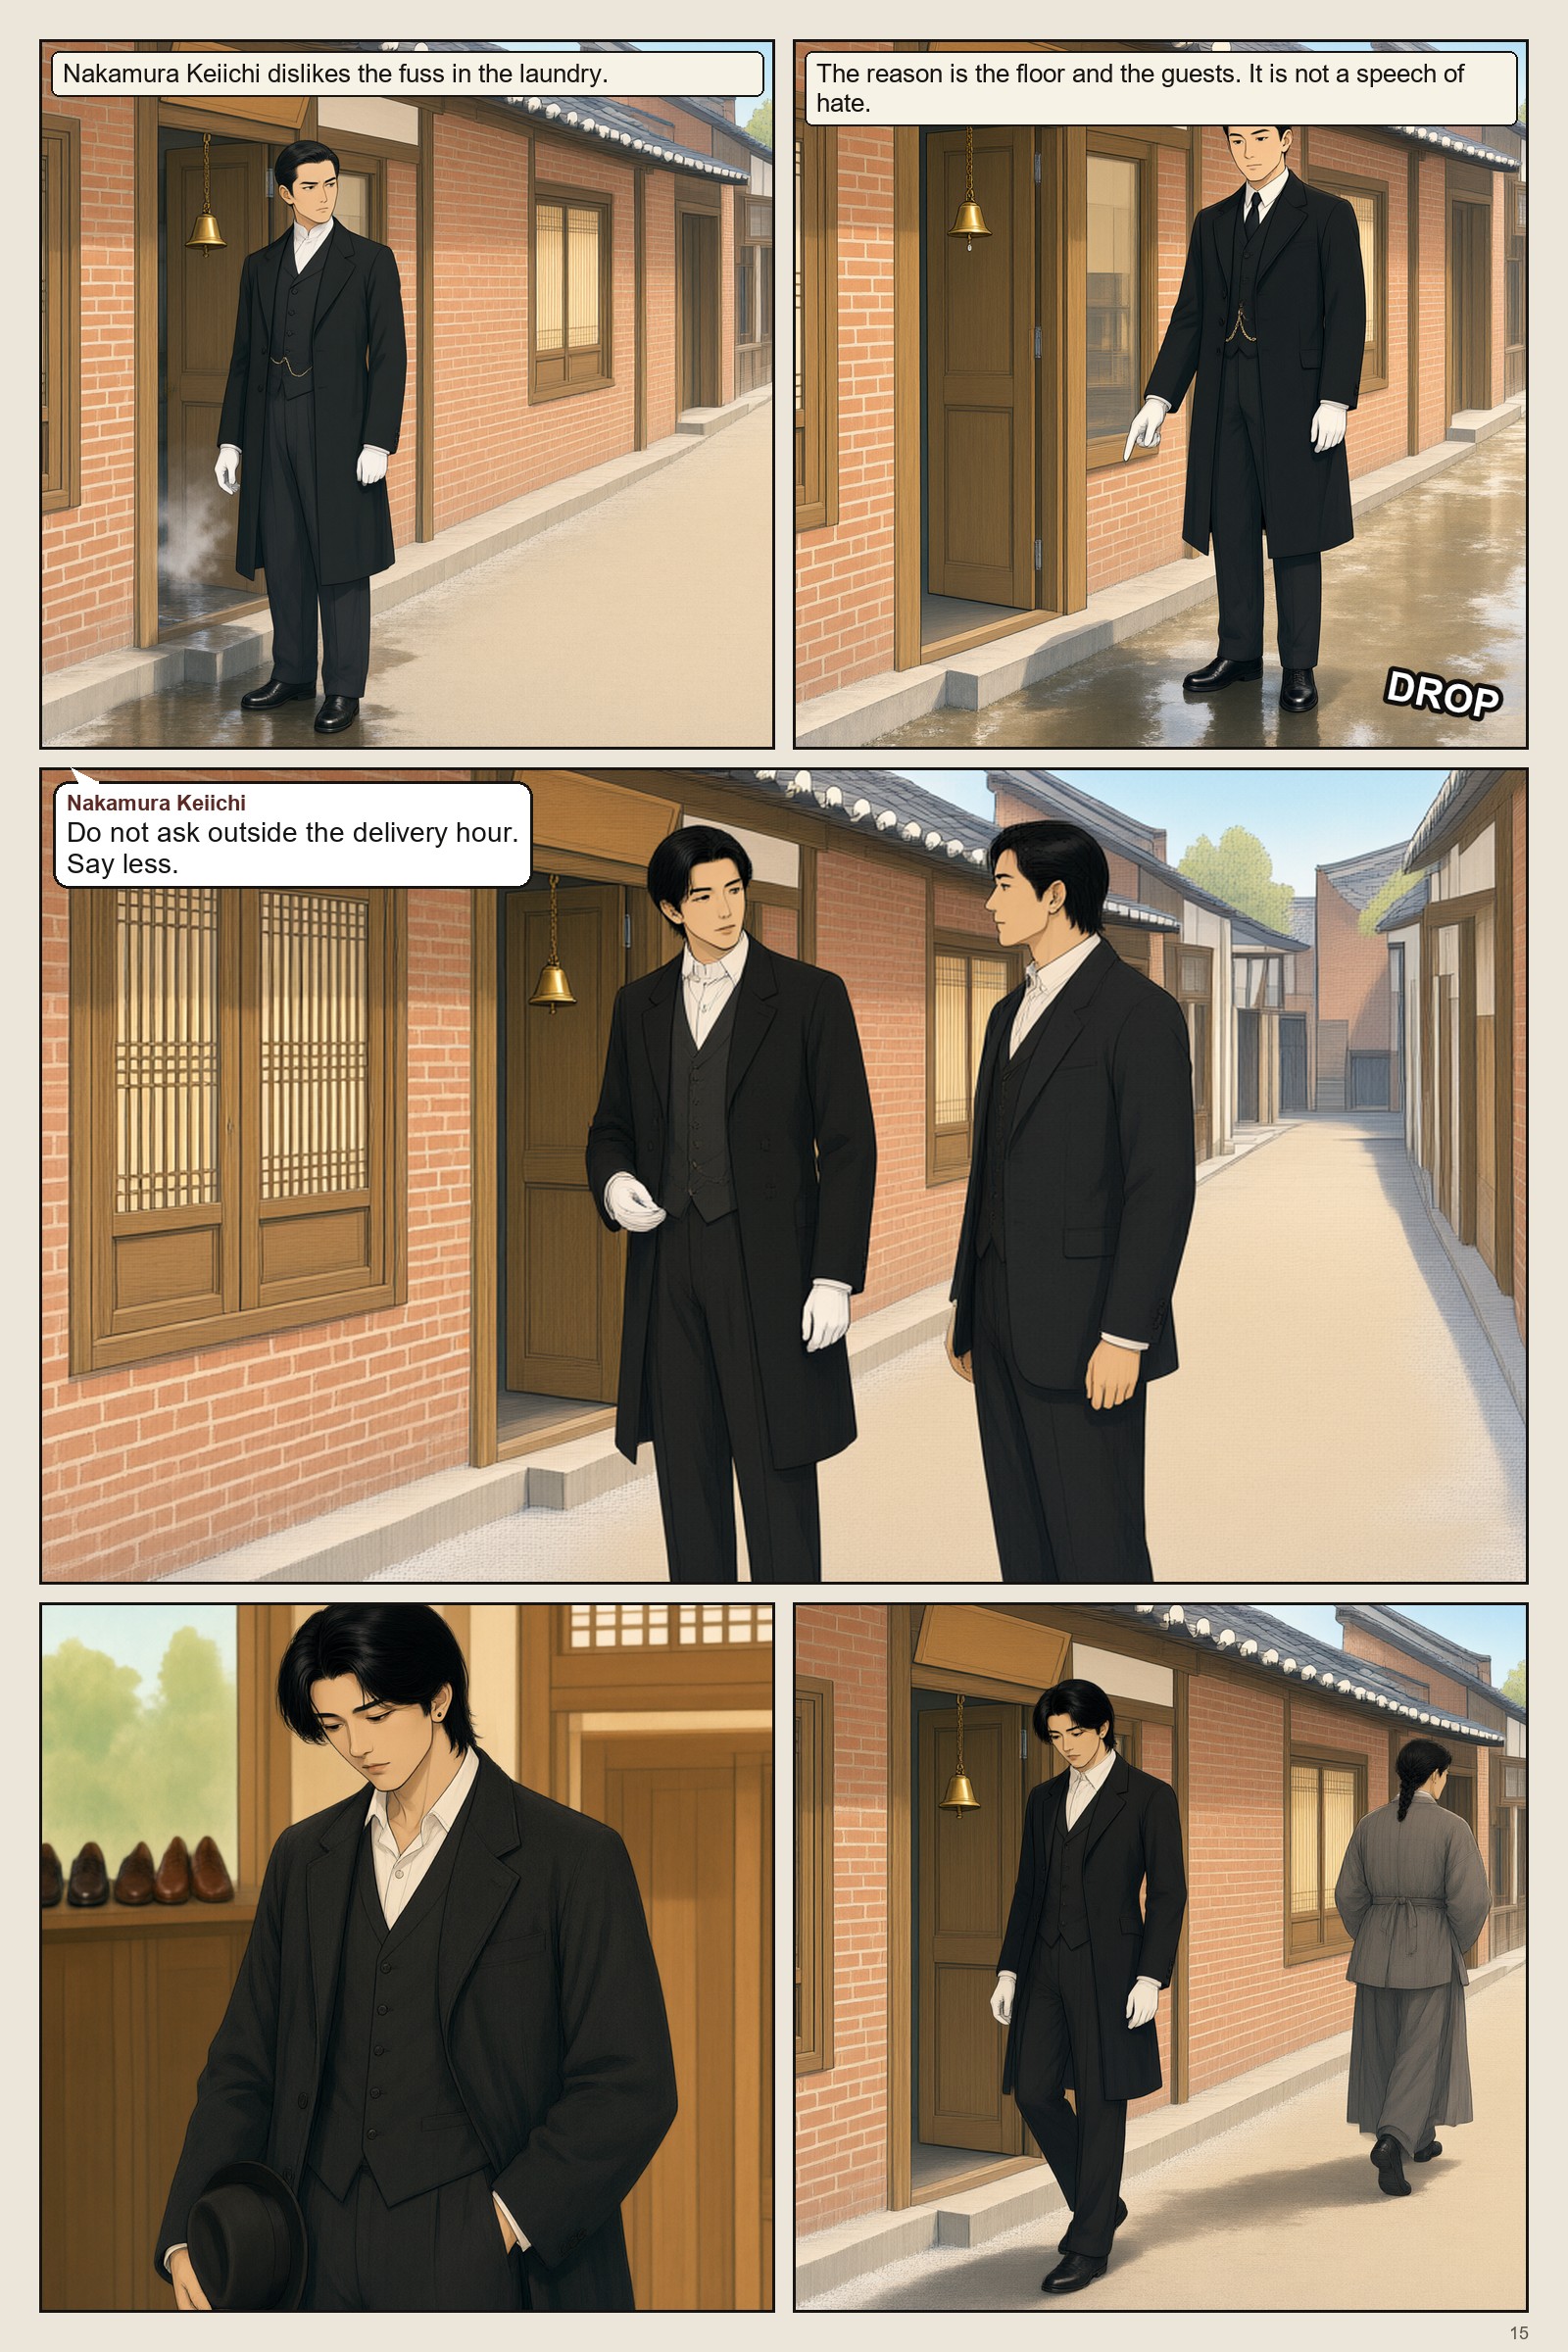 Nakamura Keiichi dislikes the fuss in the laundry.
The reason is the floor and the guests. It is not a speech of
hate.
DROP
Nakamura Keiichi
Do not ask outside the delivery hour.
Say less.
15